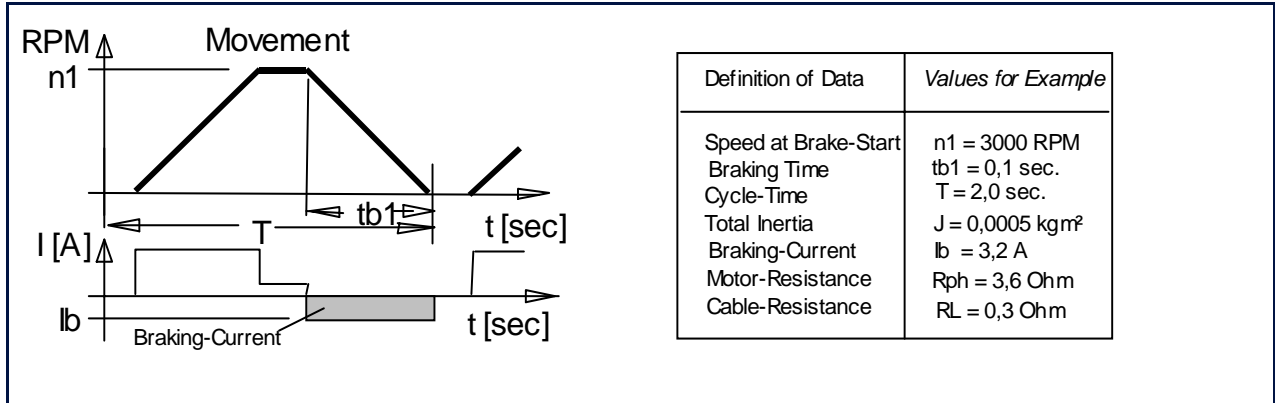 RPM
Movement
n1
tb1
T
t [sec]
I [A]
Ib
t [sec]
Braking-Current
Definition of Data Values for Example
Speed at Brake-Start n1 = 3000 RPM
Braking Time tb1 = 0,1 sec.
Cycle-Time T = 2,0 sec.
Total Inertia J = 0,0005 kgm²
Braking-Current Ib = 3,2 A
Motor-Resistance Rph = 3,6 Ohm
Cable-Resistance RL = 0,3 Ohm